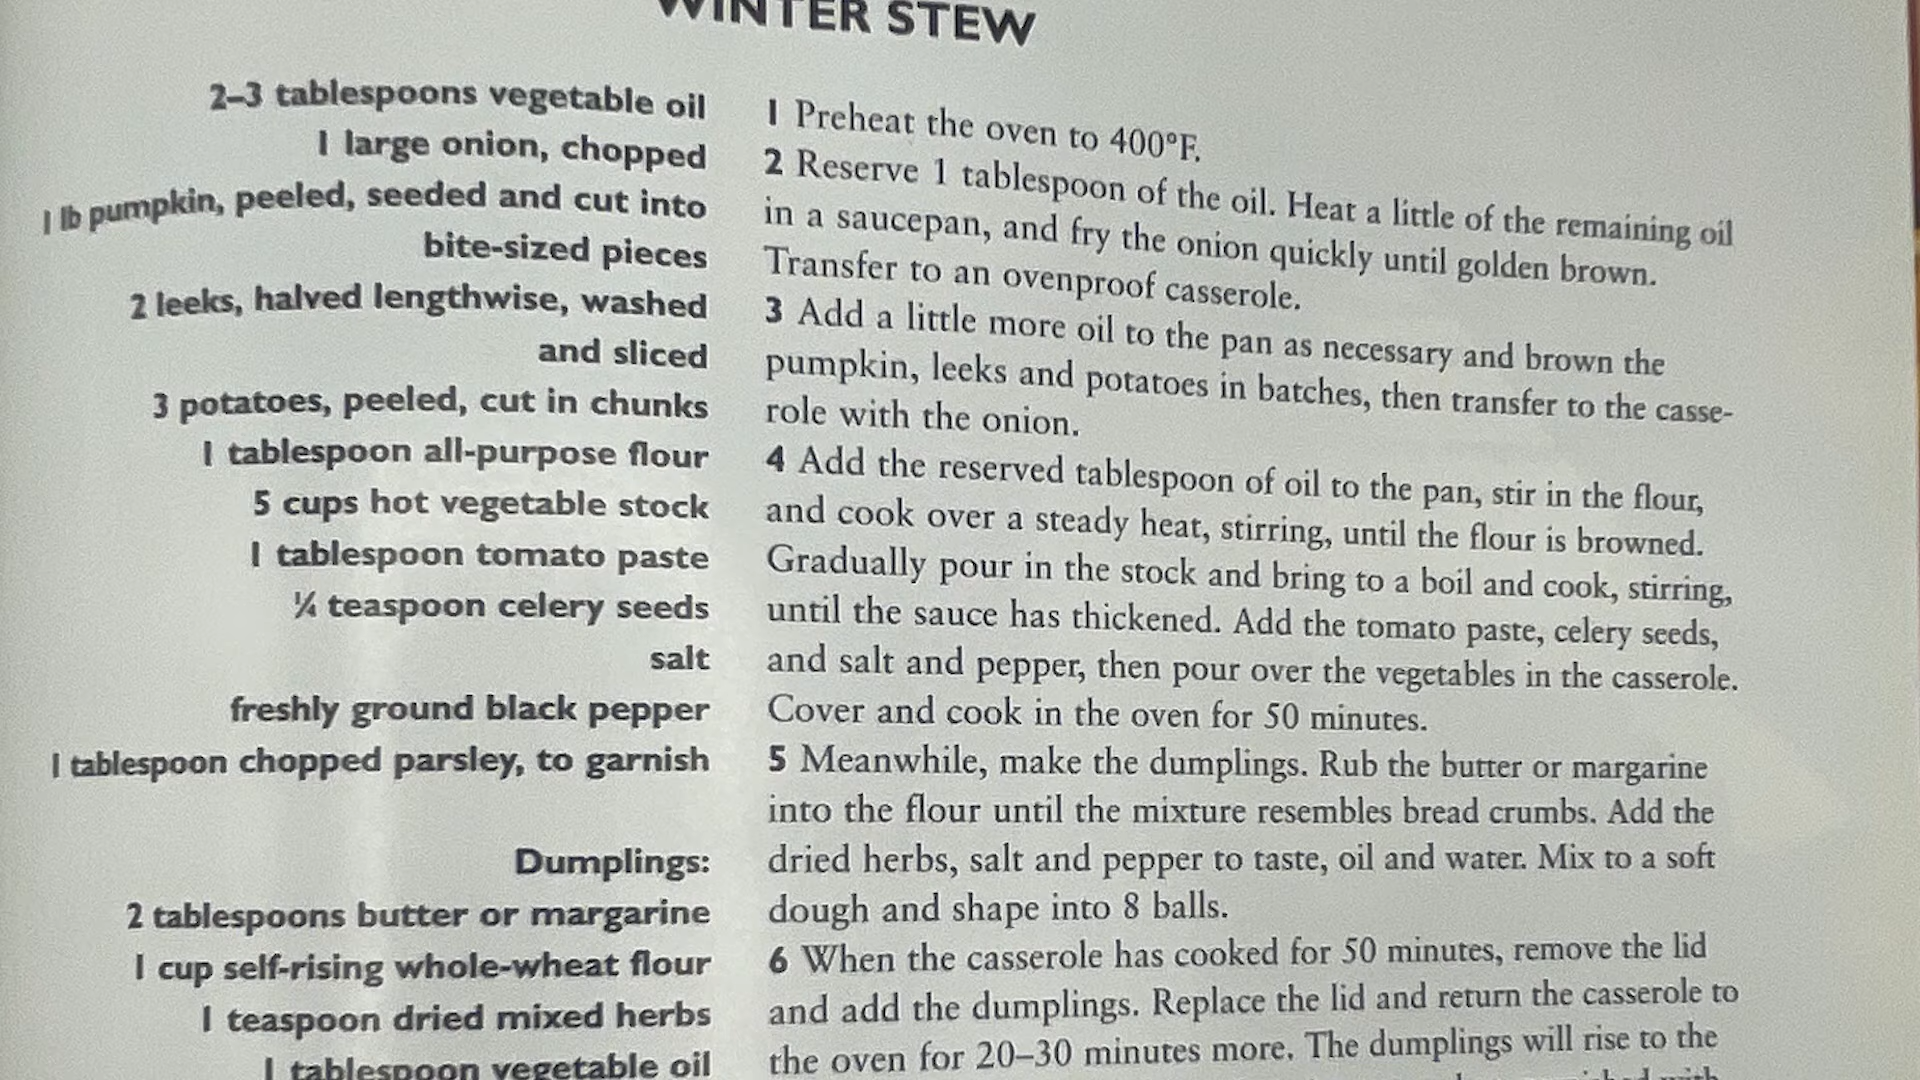 WINTER STEW
2–3 tablespoons vegetable oil
1 large onion, chopped
1 lb pumpkin, peeled, seeded and cut into
bite-sized pieces
2 leeks, halved lengthwise, washed
and sliced
3 potatoes, peeled, cut in chunks
1 tablespoon all-purpose flour
5 cups hot vegetable stock
1 tablespoon tomato paste
¼ teaspoon celery seeds
salt
freshly ground black pepper
1 tablespoon chopped parsley, to garnish
Dumplings:
2 tablespoons butter or margarine
1 cup self-rising whole-wheat flour
1 teaspoon dried mixed herbs
1 tablespoon vegetable oil
1 Preheat the oven to 400°F.
2 Reserve 1 tablespoon of the oil. Heat a little of the remaining oil
in a saucepan, and fry the onion quickly until golden brown.
Transfer to an ovenproof casserole.
3 Add a little more oil to the pan as necessary and brown the
pumpkin, leeks and potatoes in batches, then transfer to the casse-
role with the onion.
4 Add the reserved tablespoon of oil to the pan, stir in the flour,
and cook over a steady heat, stirring, until the flour is browned.
Gradually pour in the stock and bring to a boil and cook, stirring,
until the sauce has thickened. Add the tomato paste, celery seeds,
and salt and pepper, then pour over the vegetables in the casserole.
Cover and cook in the oven for 50 minutes.
5 Meanwhile, make the dumplings. Rub the butter or margarine
into the flour until the mixture resembles bread crumbs. Add the
dried herbs, salt and pepper to taste, oil and water. Mix to a soft
dough and shape into 8 balls.
6 When the casserole has cooked for 50 minutes, remove the lid
and add the dumplings. Replace the lid and return the casserole to
the oven for 20–30 minutes more. The dumplings will rise to the